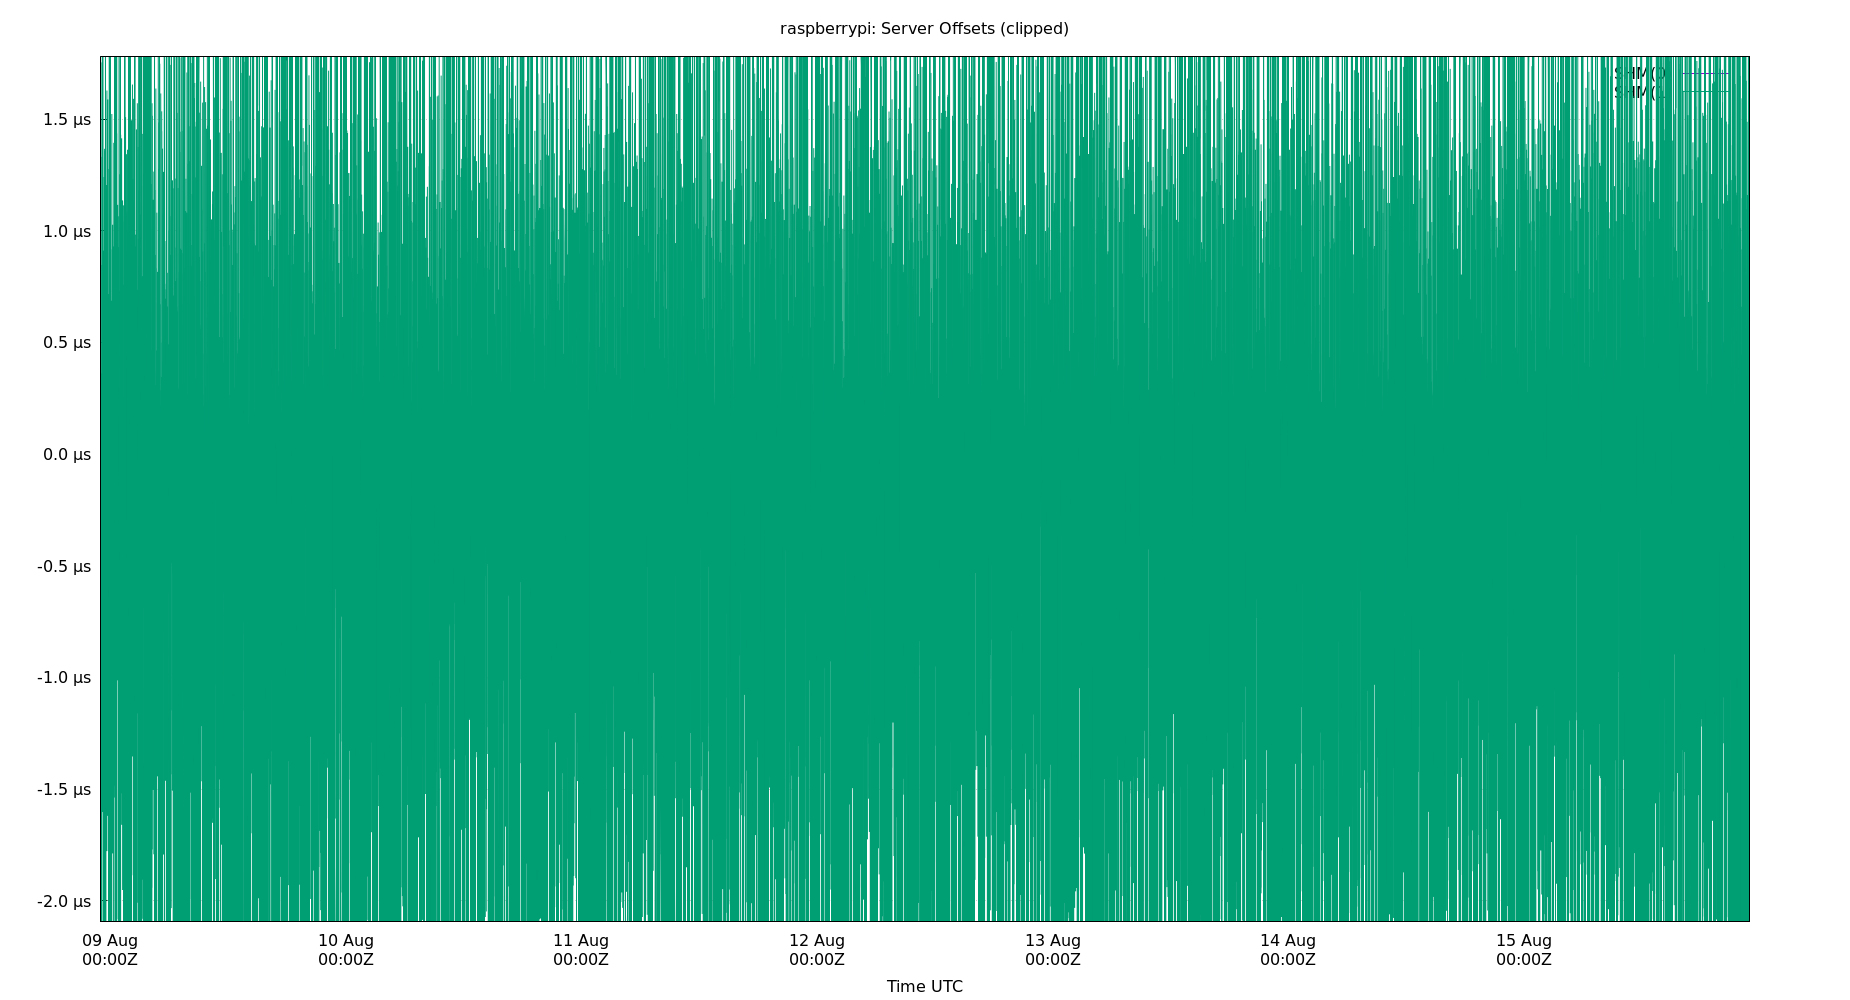 raspberrypi: Server Offsets (clipped)
1.5 µs
1.0 µs
0.5 µs
0.0 µs
-0.5 µs
-1.0 µs
-1.5 µs
-2.0 µs
09 Aug
00:00Z
10 Aug
00:00Z
11 Aug
00:00Z
12 Aug
00:00Z
13 Aug
00:00Z
14 Aug
00:00Z
15 Aug
00:00Z
Time UTC